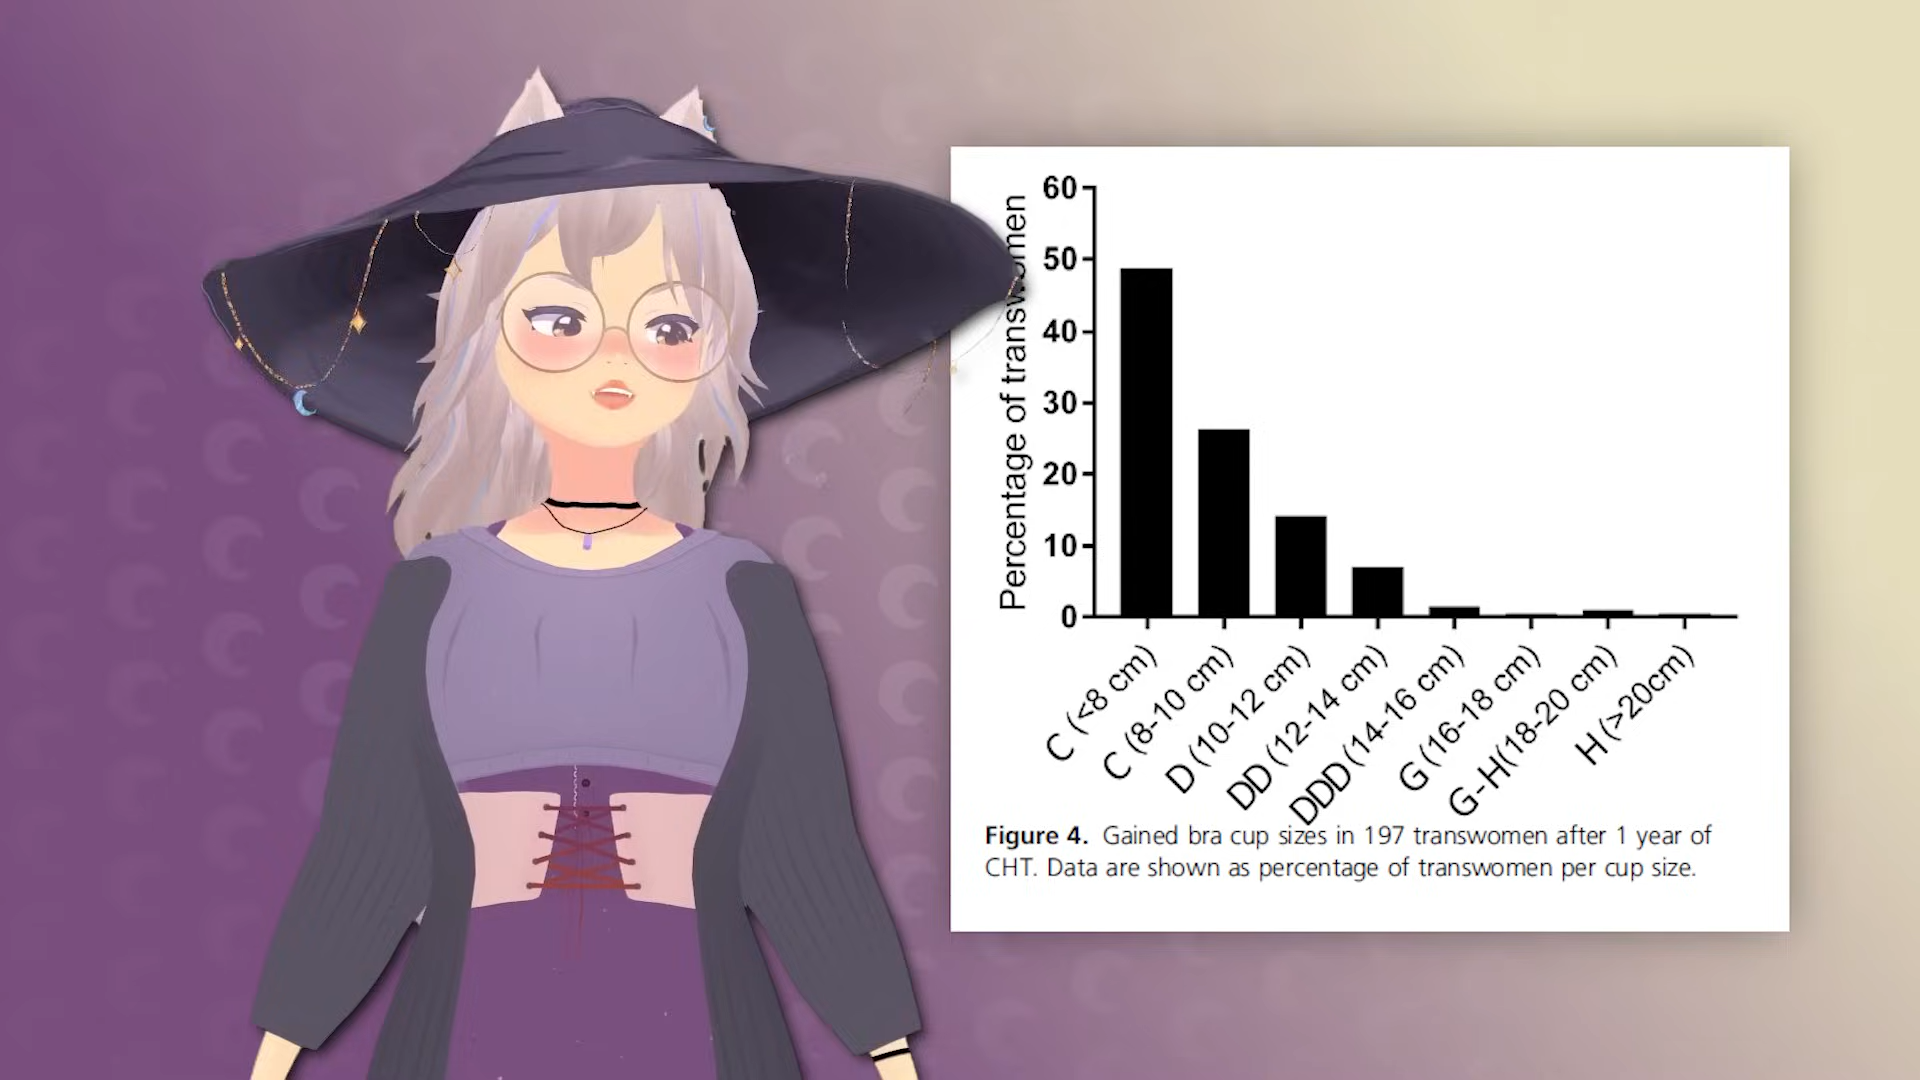 Percentage of transwomen
60
50
40
30
20
10
0
C (<8 cm)
C (8-10 cm)
D (10-12 cm)
DD (12-14 cm)
DDD (14-16 cm)
G (16-18 cm)
G-H(18-20 cm)
H (>20cm)
Figure 4. Gained bra cup sizes in 197 transwomen after 1 year of
CHT. Data are shown as percentage of transwomen per cup size.